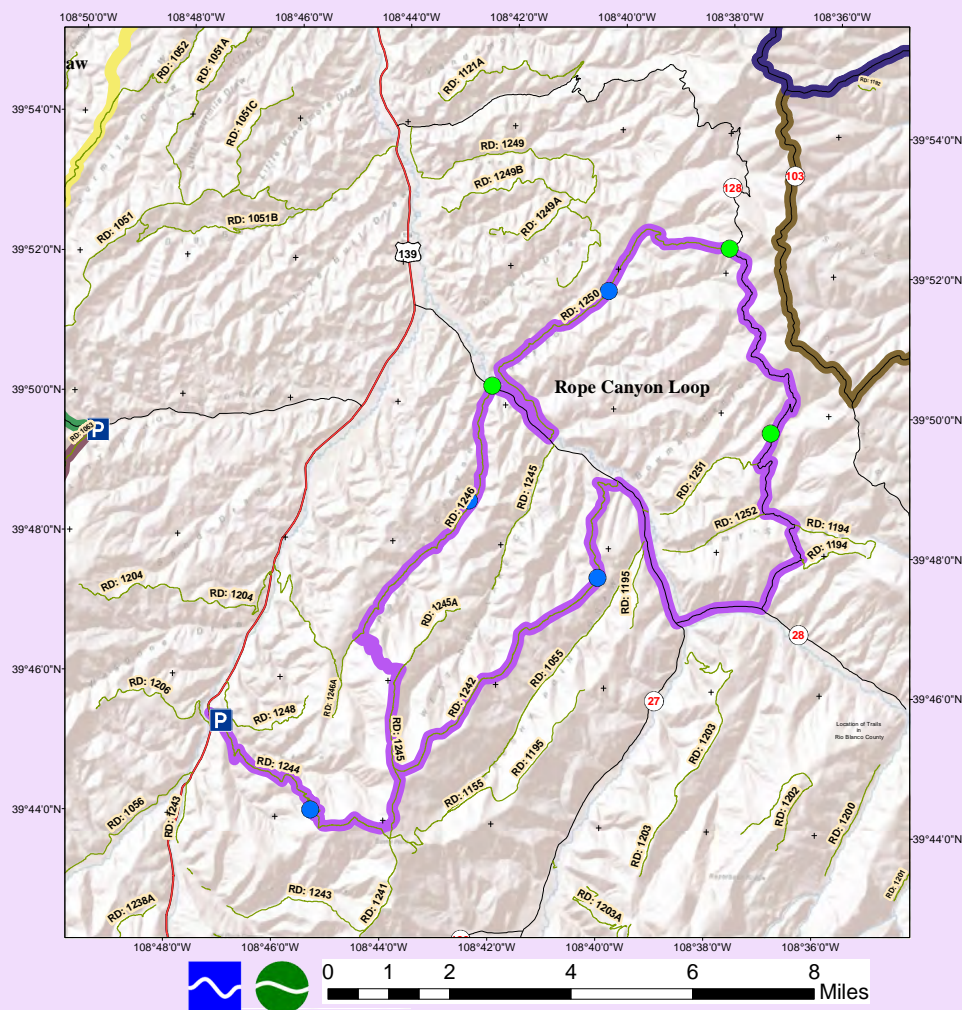 108°50'0"W 108°48'0"W 108°46'0"W 108°44'0"W 108°42'0"W 108°40'0"W 108°38'0"W 108°36'0"W
aw
RD: 1052
RD: 1051A
RD: 1121A
RD: 1192
39°54'0"N
RD: 1051C
39°54'0"N
RD: 1249
103
RD: 1249B
128
RD: 1051
RD: 1051B
RD: 1249A
39°52'0"N
139
39°52'0"N
RD: 1250
39°50'0"N
Rope Canyon Loop
39°50'0"N
P
RD: 1063
RD: 1251
RD: 1245
RD: 1246
39°48'0"N
RD: 1252
RD: 1194
RD: 1194
39°48'0"N
RD: 1204
RD: 1204
RD: 1195
RD: 1245A
28
39°46'0"N
RD: 1055
RD: 1206
RD: 1246A
RD: 1242
27
39°46'0"N
P
RD: 1248
Location of Trails
in
Rio Blanco County
RD: 1245
RD: 1203
RD: 1195
RD: 1244
RD: 1155
39°44'0"N
RD: 1056
RD: 1243
RD: 1202
RD: 1200
39°44'0"N
RD: 1203
RD: 1243
RD: 1241
RD: 1201
RD: 1238A
RD: 1203A
108°48'0"W 108°46'0"W 108°44'0"W 108°42'0"W 108°40'0"W 108°38'0"W 108°36'0"W
0 1 2 4 6 8
Miles